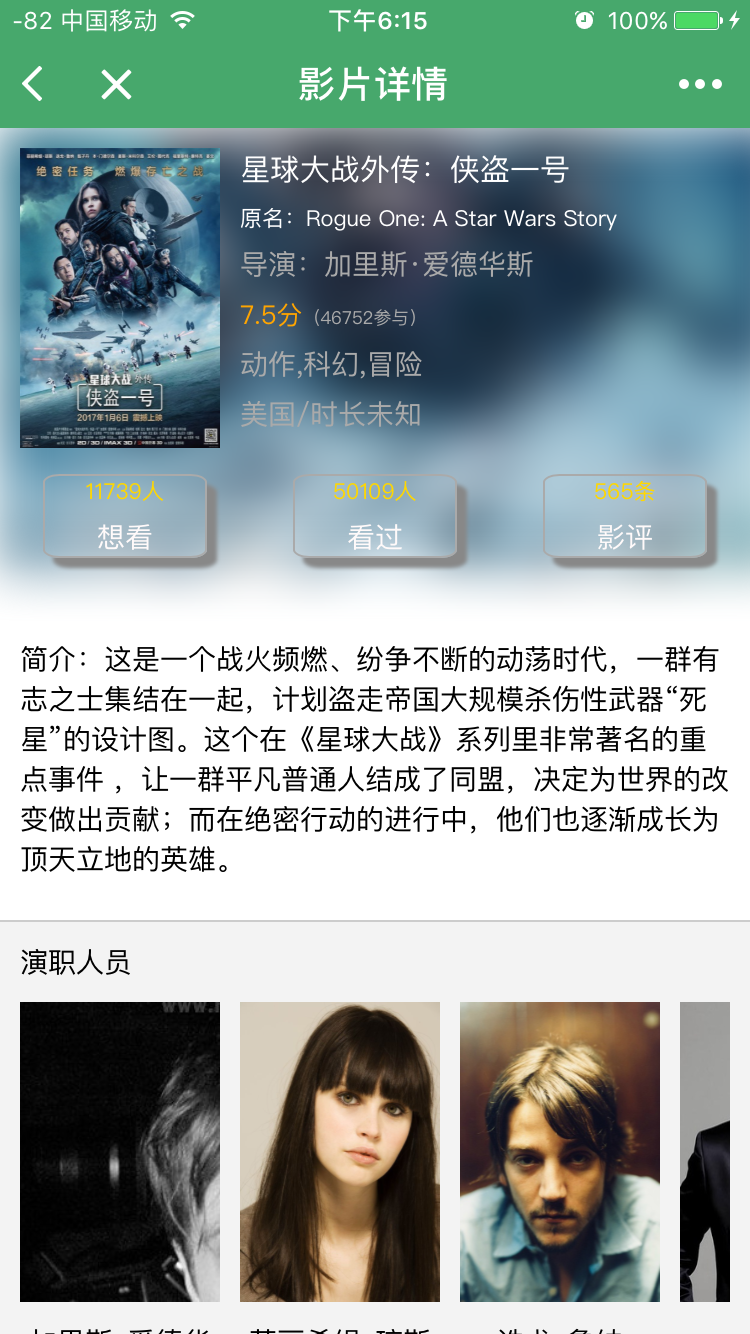 -82 中国移动 下午6:15 100%
影片详情
绝密任务 燃爆存亡之战
星球大战外传
侠盗一号
2017年1月6日 震撼上映
星球大战外传：侠盗一号
原名：Rogue One: A Star Wars Story
导演：加里斯·爱德华斯
7.5分（46752参与）
动作,科幻,冒险
美国/时长未知
11739人 50109人 565条
想看 看过 影评
简介：这是一个战火频燃、纷争不断的动荡时代，一群有
志之士集结在一起，计划盗走帝国大规模杀伤性武器“死
星”的设计图。这个在《星球大战》系列里非常著名的重
点事件 ，让一群平凡普通人结成了同盟，决定为世界的改
变做出贡献；而在绝密行动的进行中，他们也逐渐成长为
顶天立地的英雄。
演职人员